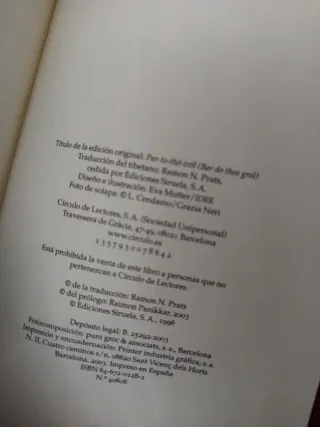 Título de la edición original: Par-to-thö-tröl (Bar do thos grol)
Traducción del tibetano: Ramon N. Prats,
cedida por Ediciones Siruela, S.A.
Diseño e ilustración: Eva Mutter/IDEE
Foto de solapa: © L. Cendamo/Grazia Neri
Círculo de Lectores, S.A. (Sociedad Unipersonal)
Travessera de Gràcia, 47-49, 08021 Barcelona
www.circulo.es
1 3 5 7 9 3 0 0 7 8 6 4 2
Está prohibida la venta de este libro a personas que no
pertenezcan a Círculo de Lectores.
© de la traducción: Ramon N. Prats
© del prólogo: Raimon Panikkar, 2003
© Ediciones Siruela, S.A., 1996
Depósito legal: B. 25292-2003
Fotocomposición: punt groc & associats, s.a., Barcelona
Impresión y encuadernación: Printer industria gráfica, s.a.
N. II, Cuatro caminos s/n, 08620 Sant Vicenç dels Horts
Barcelona, 2003. Impreso en España
ISBN 84-672-0128-2
N.º 40808